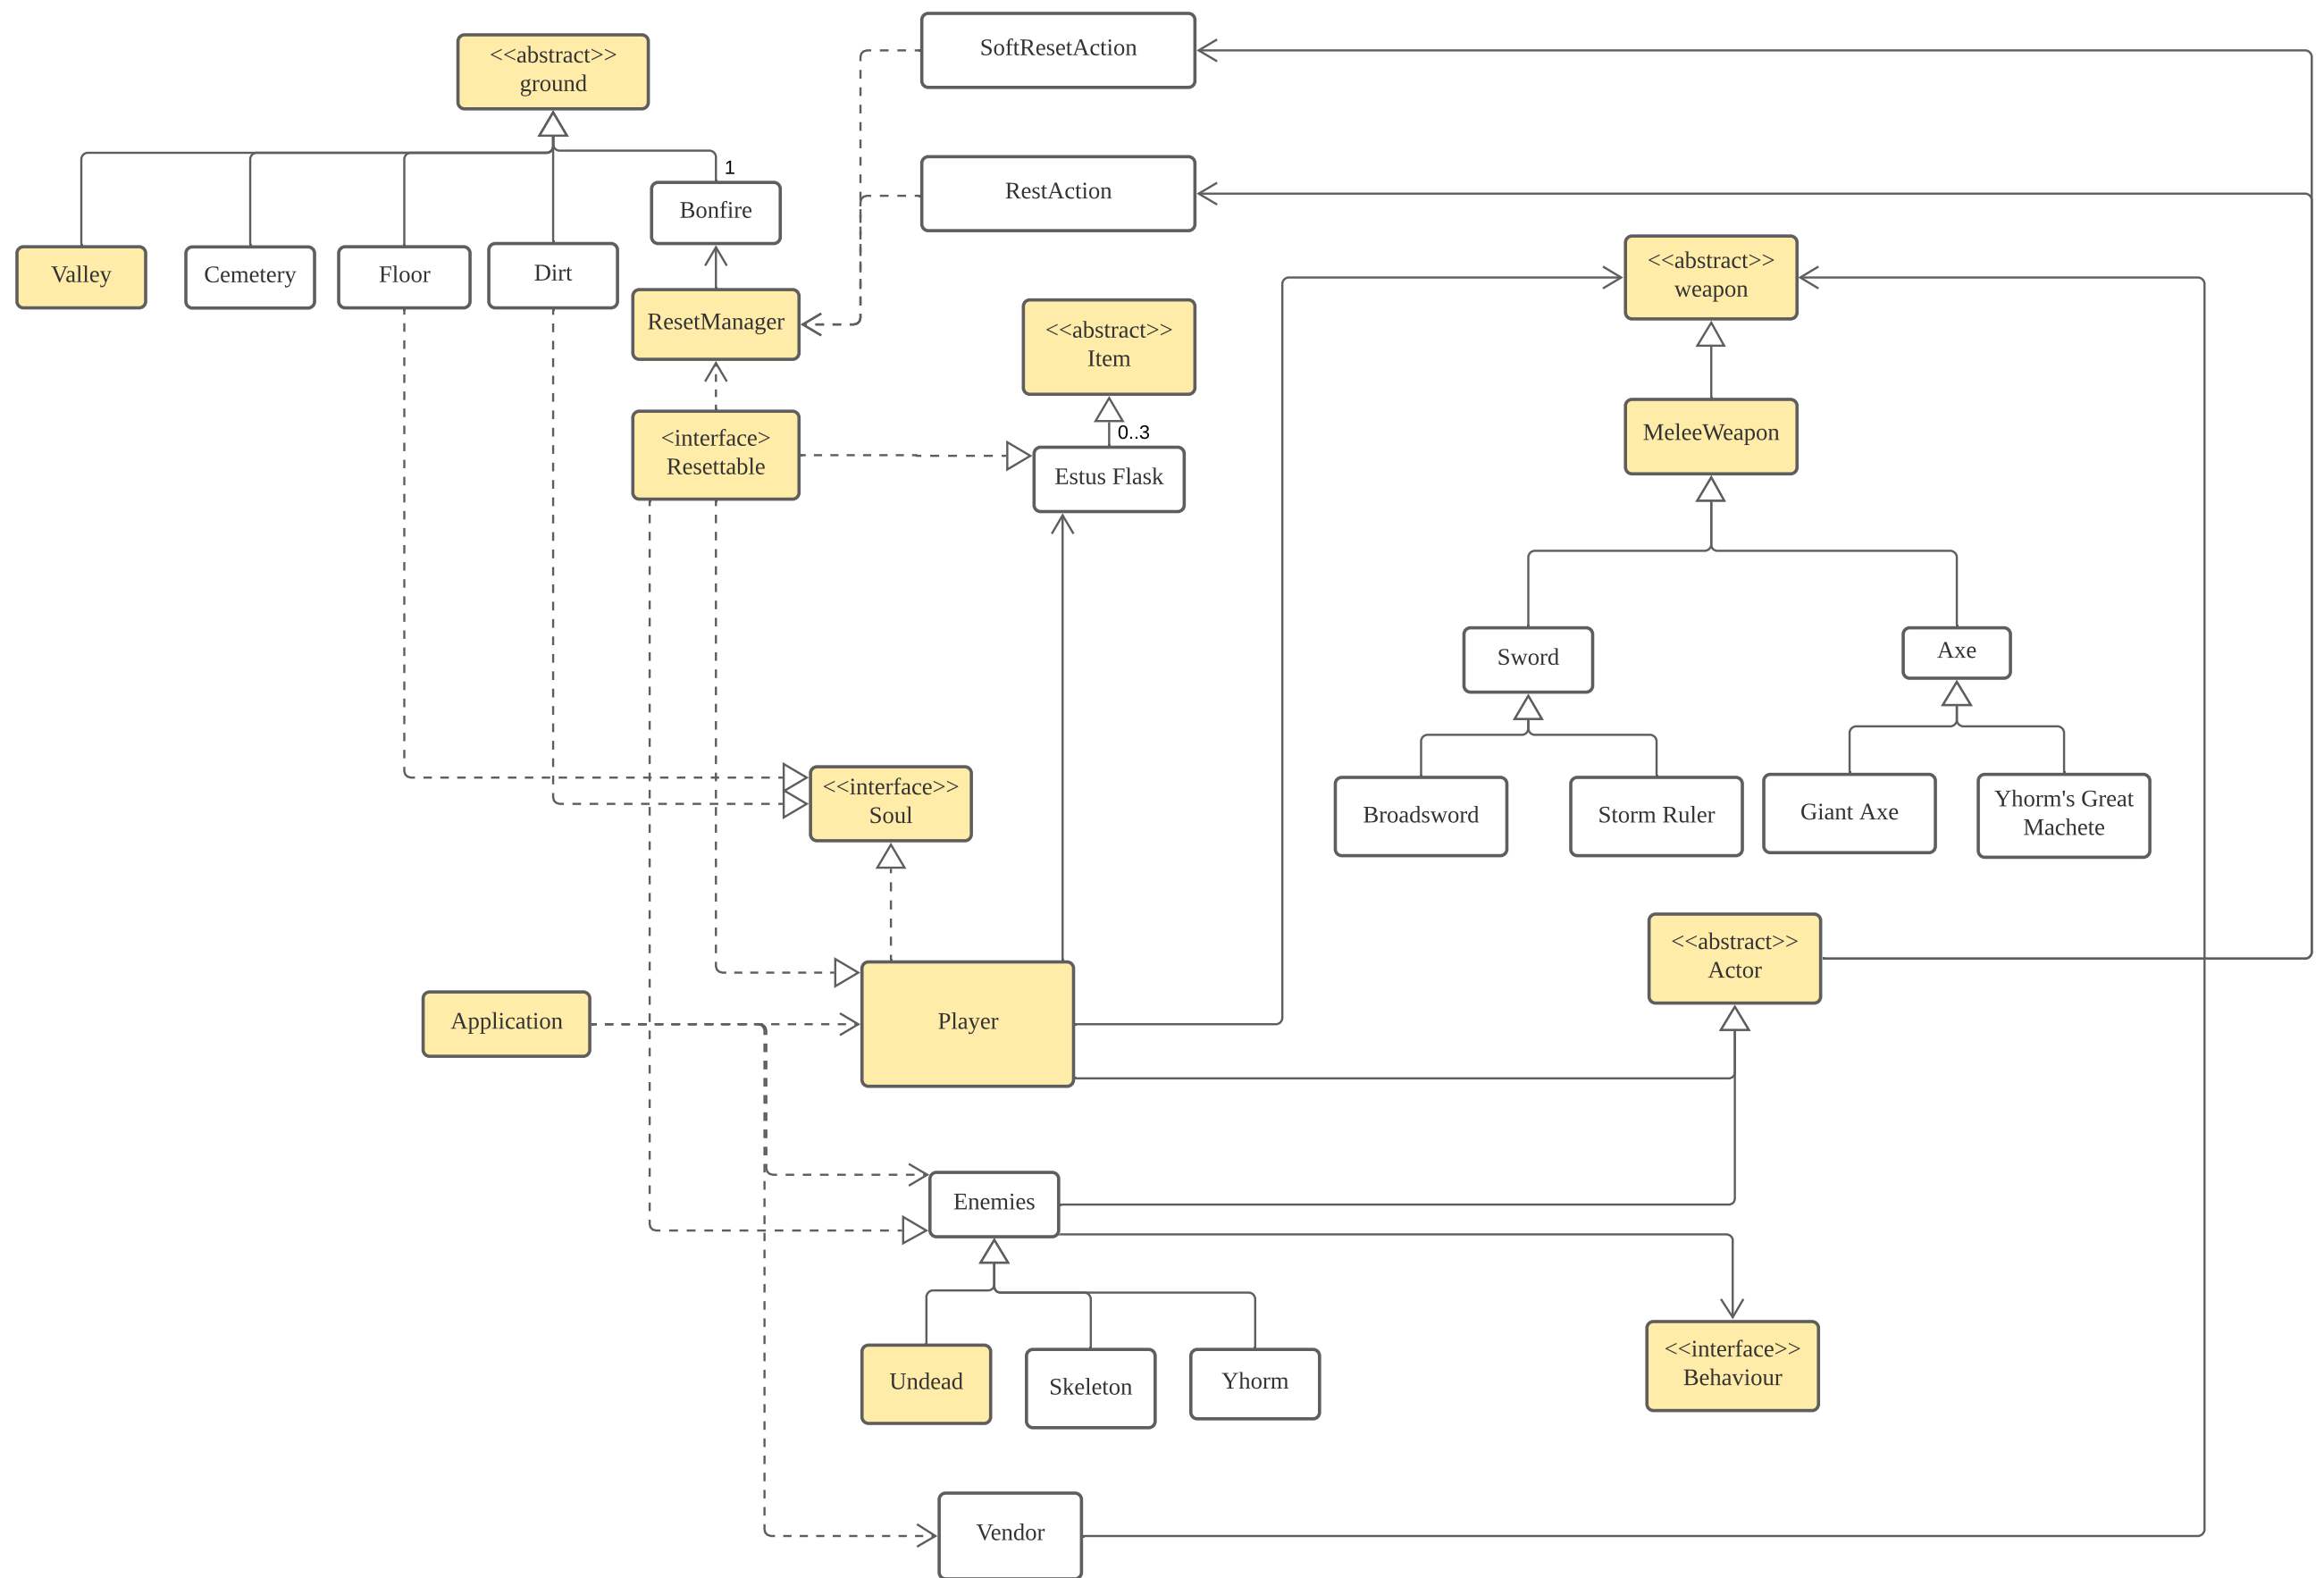 SoftResetAction
<<abstract>>
ground
RestAction
1
Bonfire
Valley
Cemetery
Floor
Dirt
<<abstract>>
weapon
ResetManager
<<abstract>>
Item
<interface>
Resettable
0..3
Estus Flask
MeleeWeapon
Sword
Axe
<<interface>>
Soul
Broadsword
Storm Ruler
Giant Axe
Yhorm's Great
Machete
<<abstract>>
Actor
Application
Player
Enemies
<<interface>>
Behaviour
Undead
Skeleton
Yhorm
Vendor